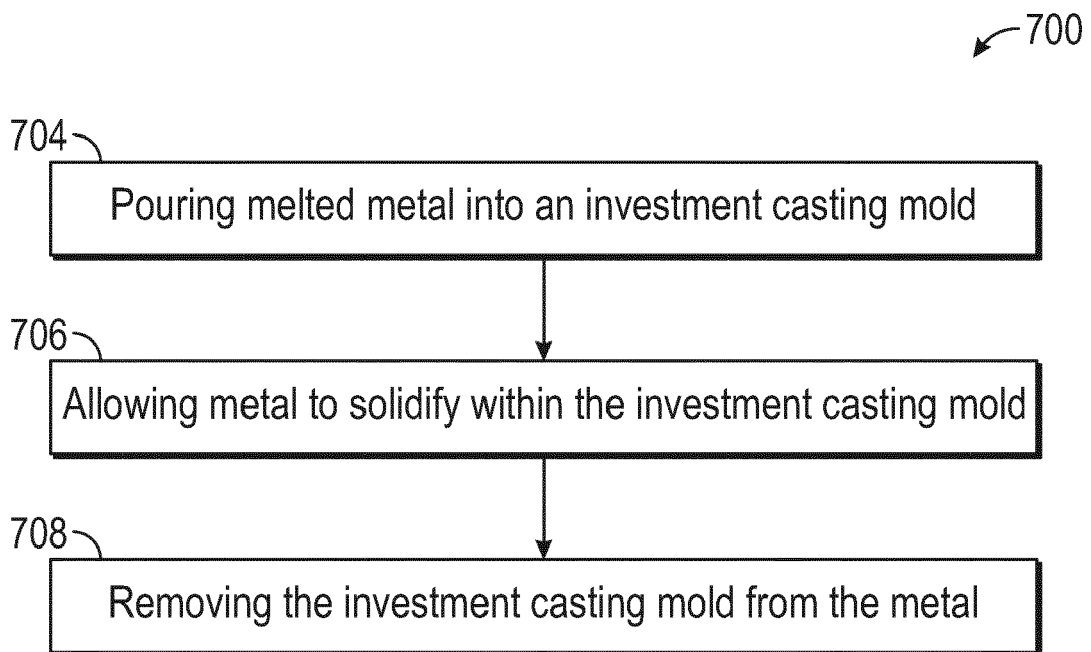 700
704
Pouring melted metal into an investment casting mold
706
Allowing metal to solidify within the investment casting mold
708
Removing the investment casting mold from the metal